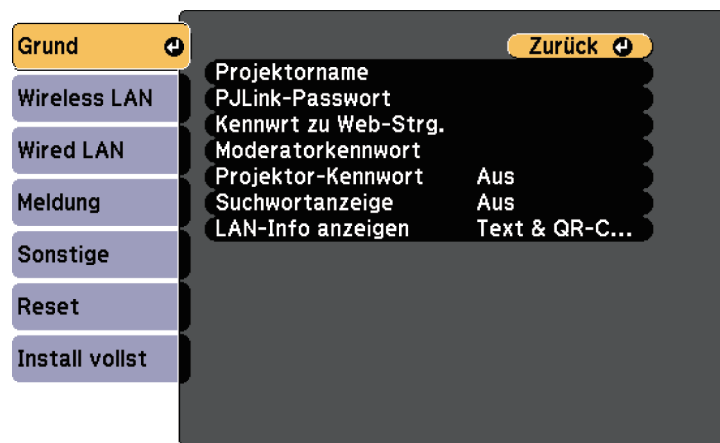 Grund
Wireless LAN
Wired LAN
Meldung
Sonstige
Reset
Install vollst
Zurück
Projektorname
PJLink-Passwort
Kennwrt zu Web-Strg.
Moderatorkennwort
Projektor-Kennwort Aus
Suchwortanzeige Aus
LAN-Info anzeigen Text & QR-C...